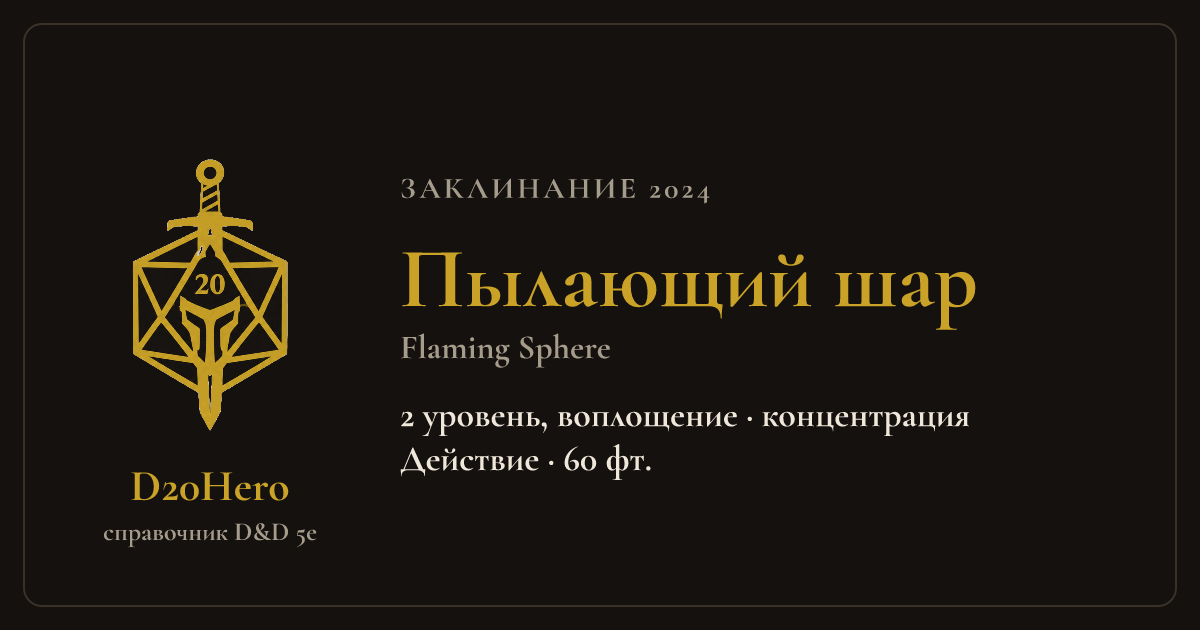 20
D20Hero
справочник D&D 5e
ЗАКЛИНАНИЕ 2024
Пылающий шар
Flaming Sphere
2 уровень, воплощение · концентрация
Действие · 60 фт.